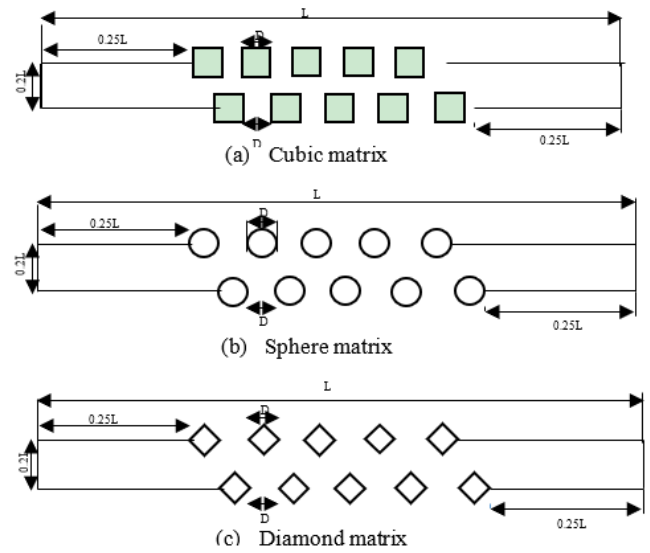 L
0.25L
D
0.2L
0.25L
(a) Cubic matrix
L
0.25L
D
0.2L
D
0.25L
(b) Sphere matrix
L
0.25L
D
0.2L
D
0.25L
(c) Diamond matrix